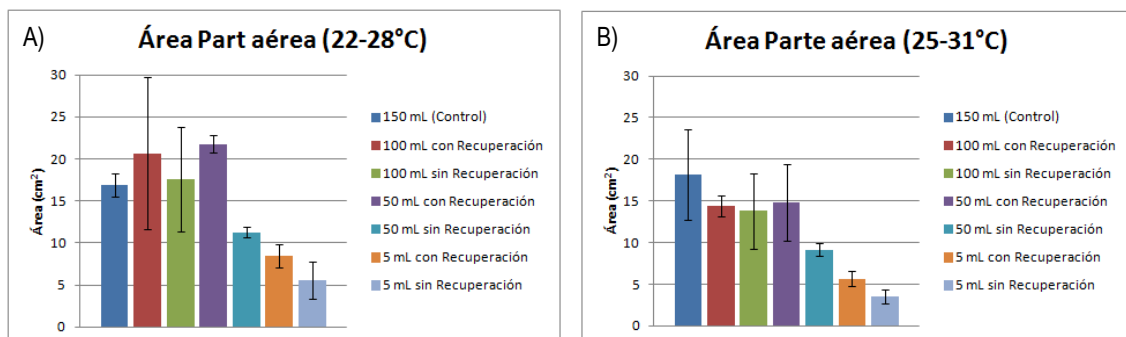 A)
Área Part aérea (22-28°C)
30
25
20
15
10
5
0
Área (cm²)
150 mL (Control)
100 mL con Recuperación
100 mL sin Recuperación
50 mL con Recuperación
50 mL sin Recuperación
5 mL con Recuperación
5 mL sin Recuperación
B)
Área Parte aérea (25-31°C)
30
25
20
15
10
5
0
Área (cm²)
150 mL (Control)
100 mL con Recuperación
100 mL sin Recuperación
50 mL con Recuperación
50 mL sin Recuperación
5 mL con Recuperación
5 mL sin Recuperación